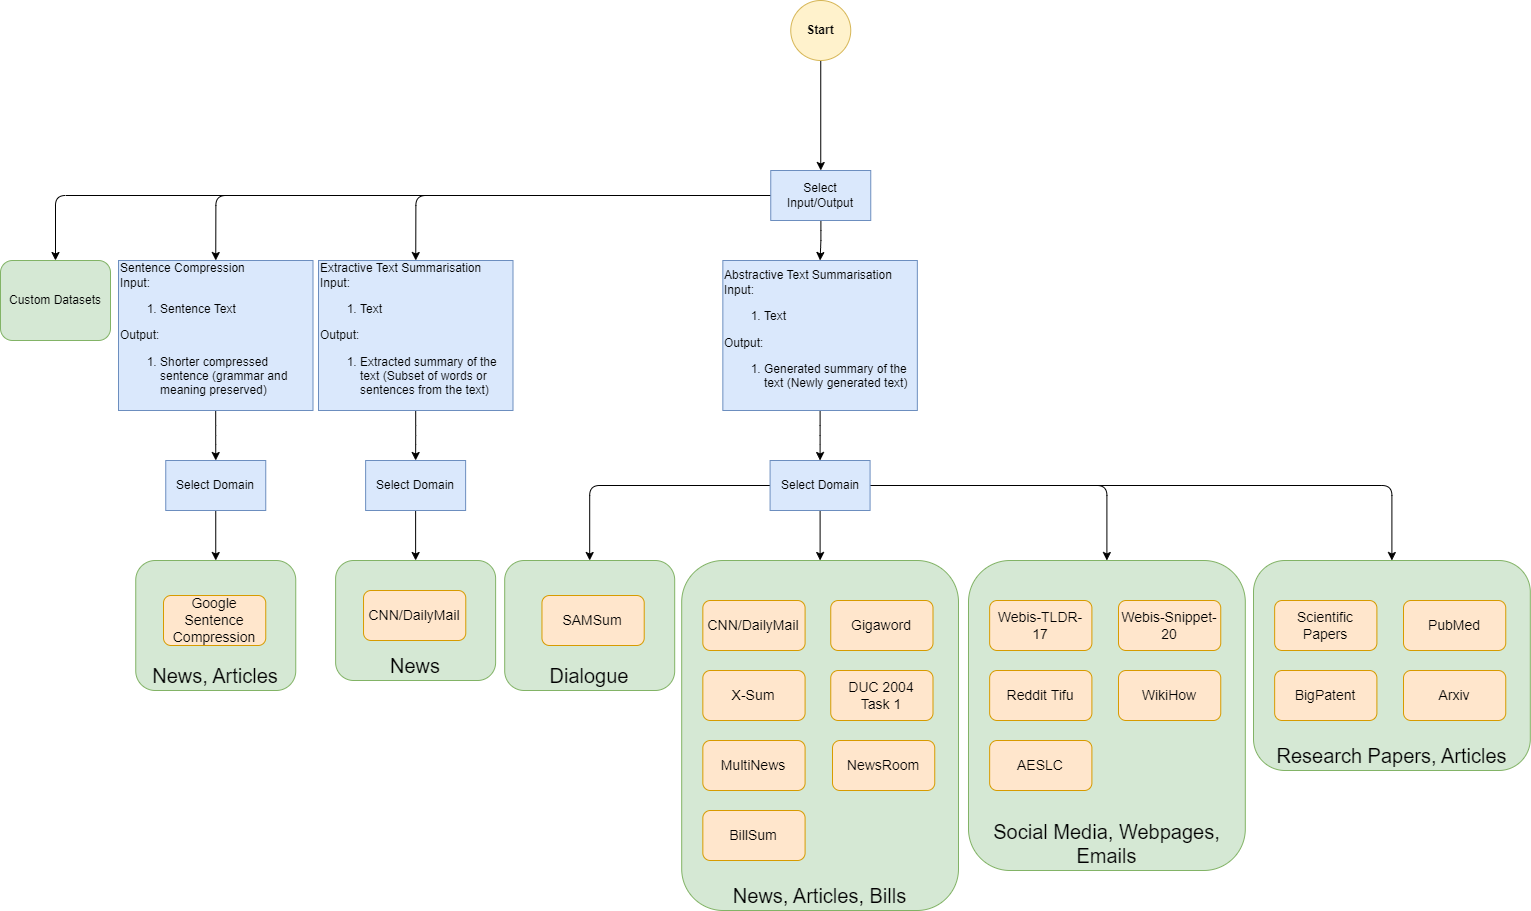 Start
Select
Input/Output
Custom Datasets
Sentence Compression
Input:
1. Sentence Text
Output:
1. Shorter compressed
sentence (grammar and
meaning preserved)
Extractive Text Summarisation
Input:
1. Text
Output:
1. Extracted summary of the
text (Subset of words or
sentences from the text)
Abstractive Text Summarisation
Input:
1. Text
Output:
1. Generated summary of the
text (Newly generated text)
Select Domain
Select Domain
Select Domain
Google
Sentence
Compression
News, Articles
CNN/DailyMail
News
SAMSum
Dialogue
CNN/DailyMail
Gigaword
X-Sum
DUC 2004
Task 1
MultiNews
NewsRoom
BillSum
News, Articles, Bills
Webis-TLDR-
17
Webis-Snippet-
20
Reddit Tifu
WikiHow
AESLC
Social Media, Webpages,
Emails
Scientific
Papers
PubMed
BigPatent
Arxiv
Research Papers, Articles